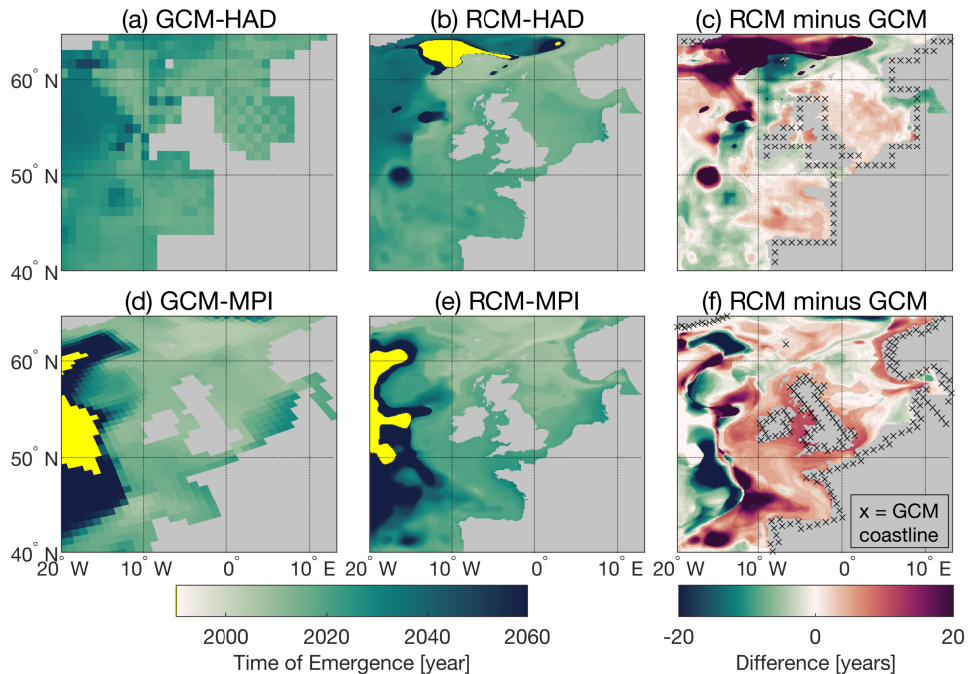 (a) GCM-HAD
(b) RCM-HAD
(c) RCM minus GCM
60° N
50° N
40° N
(d) GCM-MPI
(e) RCM-MPI
(f) RCM minus GCM
60° N
50° N
40° N
x = GCM
coastline
20° W
10° W
0°
10° E
20° W
10° W
0°
10° E
20° W
10° W
0°
10° E
2000
2020
2040
2060
Time of Emergence [year]
-20
0
20
Difference [years]